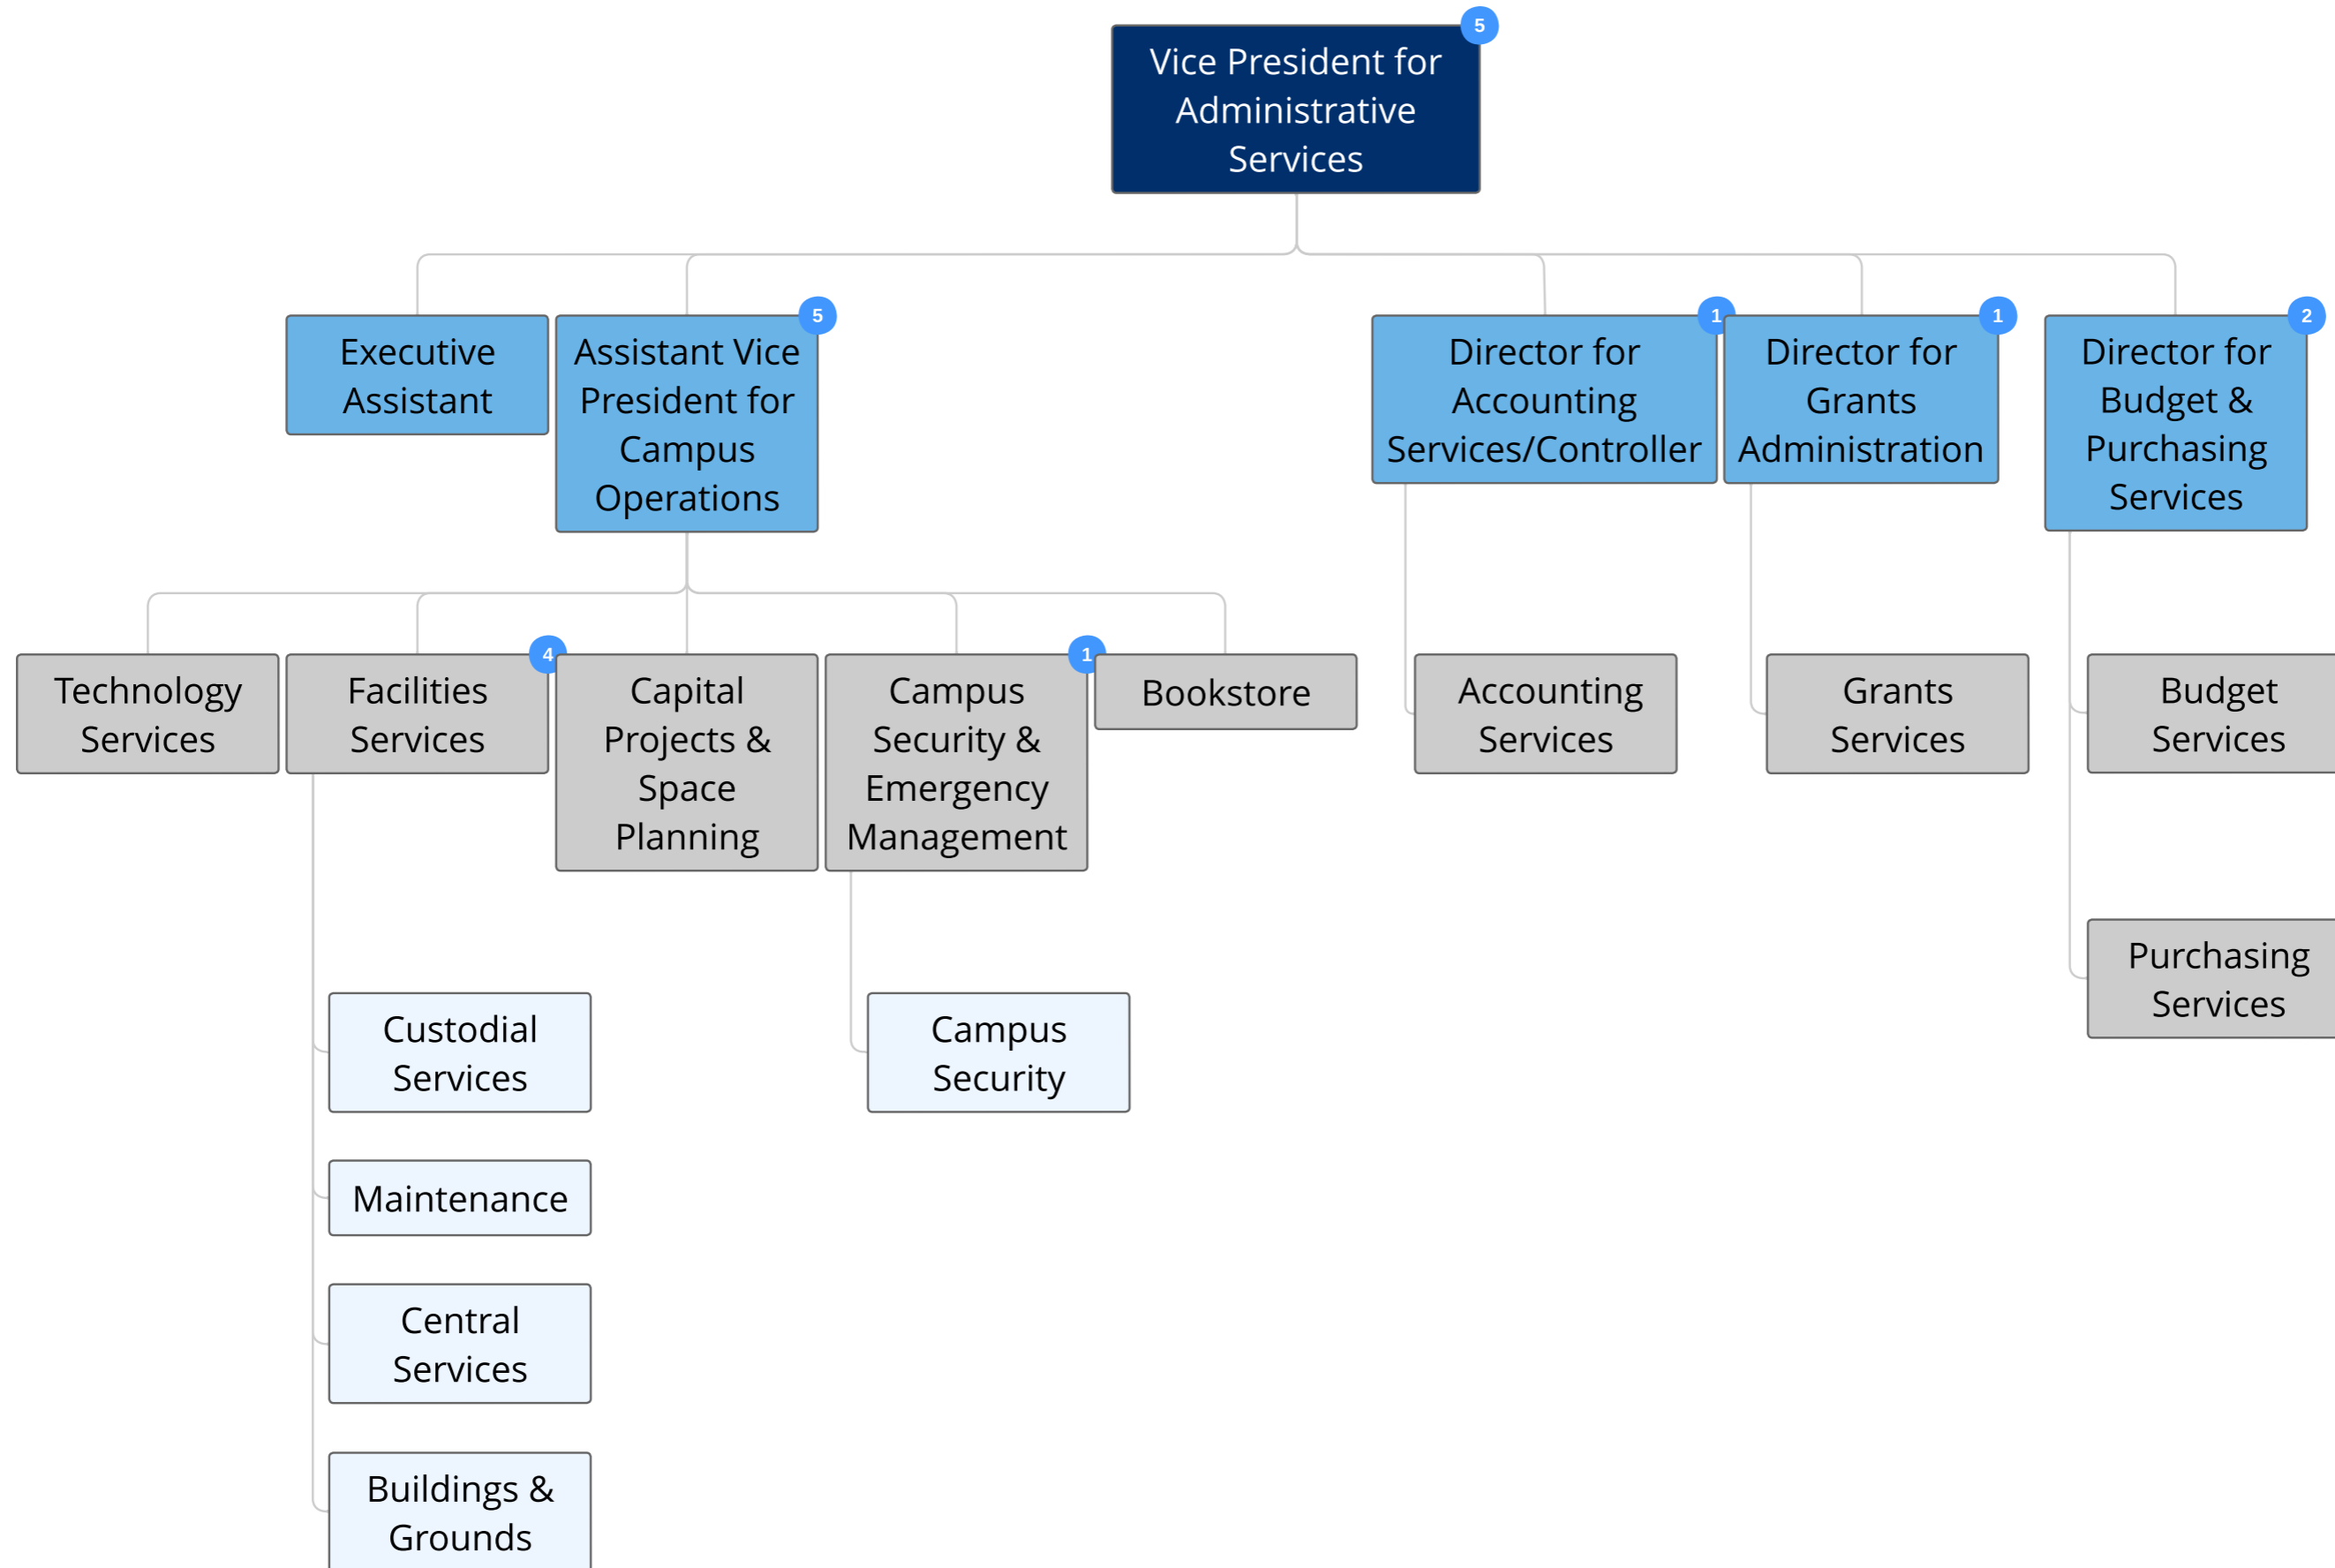 5
Vice President for
Administrative
Services
Executive
Assistant
5
Assistant Vice
President for
Campus
Operations
1
Director for
Accounting
Services/Controller
1
Director for
Grants
Administration
2
Director for
Budget &
Purchasing
Services
Technology
Services
4
Facilities
Services
Capital
Projects &
Space
Planning
1
Campus
Security &
Emergency
Management
Bookstore
Accounting
Services
Grants
Services
Budget
Services
Purchasing
Services
Custodial
Services
Campus
Security
Maintenance
Central
Services
Buildings &
Grounds